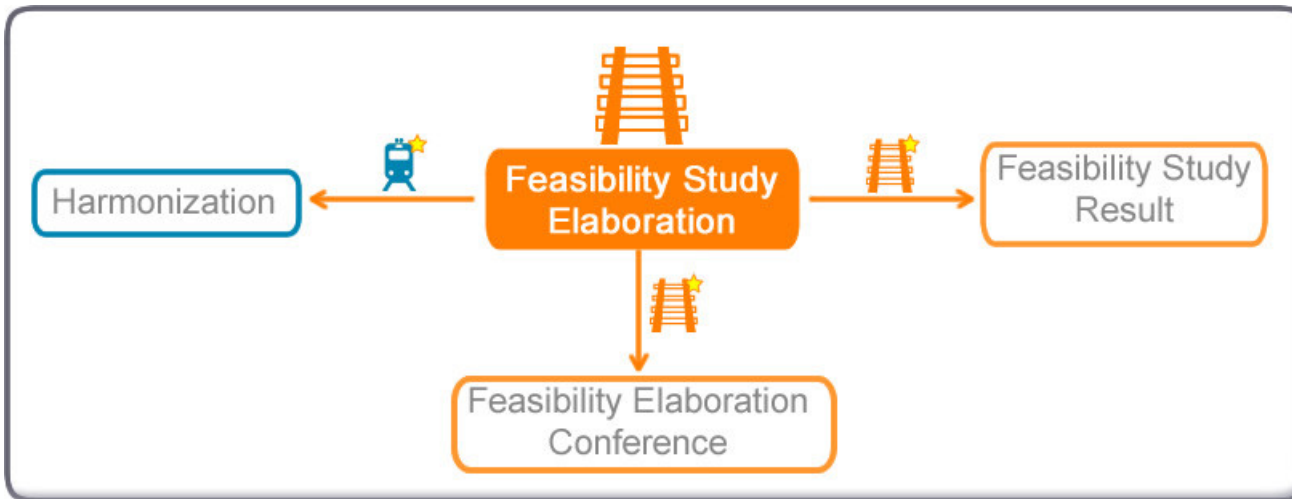 Feasibility Study
Elaboration
Harmonization
Feasibility Study
Result
Feasibility Elaboration
Conference